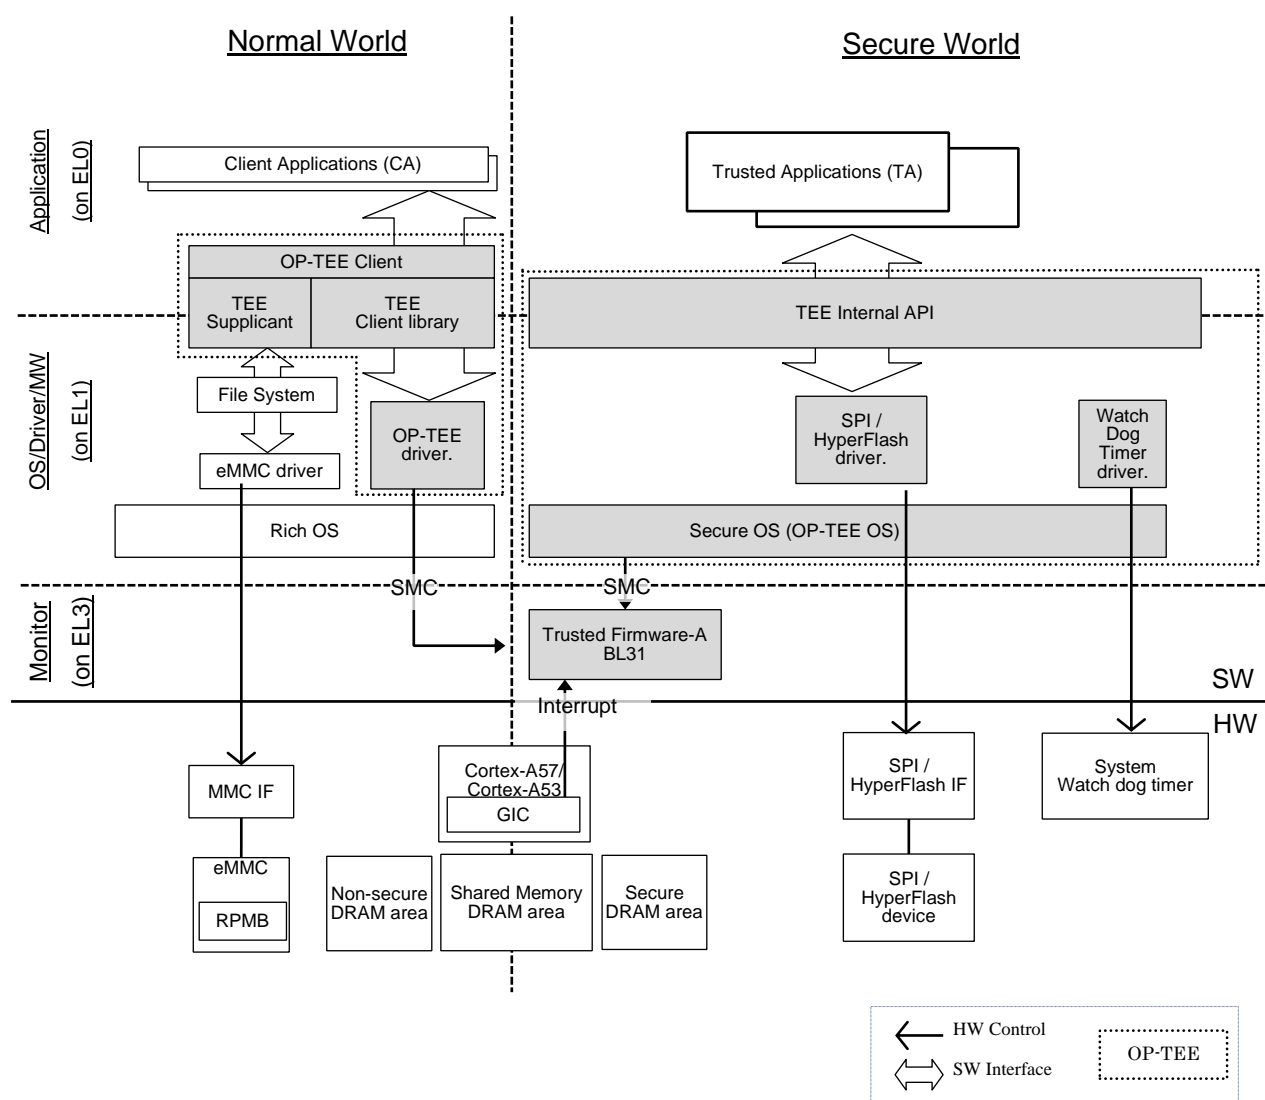 Normal World
Secure World
Application
(on EL0)
Client Applications (CA)
Trusted Applications (TA)
OP-TEE Client
TEE
Supplicant
TEE
Client library
TEE Internal API
OS/Driver/MW
(on EL1)
File System
eMMC driver
OP-TEE
driver.
SPI /
HyperFlash
driver.
Watch
Dog
Timer
driver.
Rich OS
Secure OS (OP-TEE OS)
SMC
SMC
Monitor
(on EL3)
Trusted Firmware-A
BL31
SW
Interrupt
HW
MMC IF
Cortex-A57/
Cortex-A53
GIC
SPI /
HyperFlash IF
System
Watch dog timer
eMMC
RPMB
Non-secure
DRAM area
Shared Memory
DRAM area
Secure
DRAM area
SPI /
HyperFlash
device
HW Control
SW Interface
OP-TEE